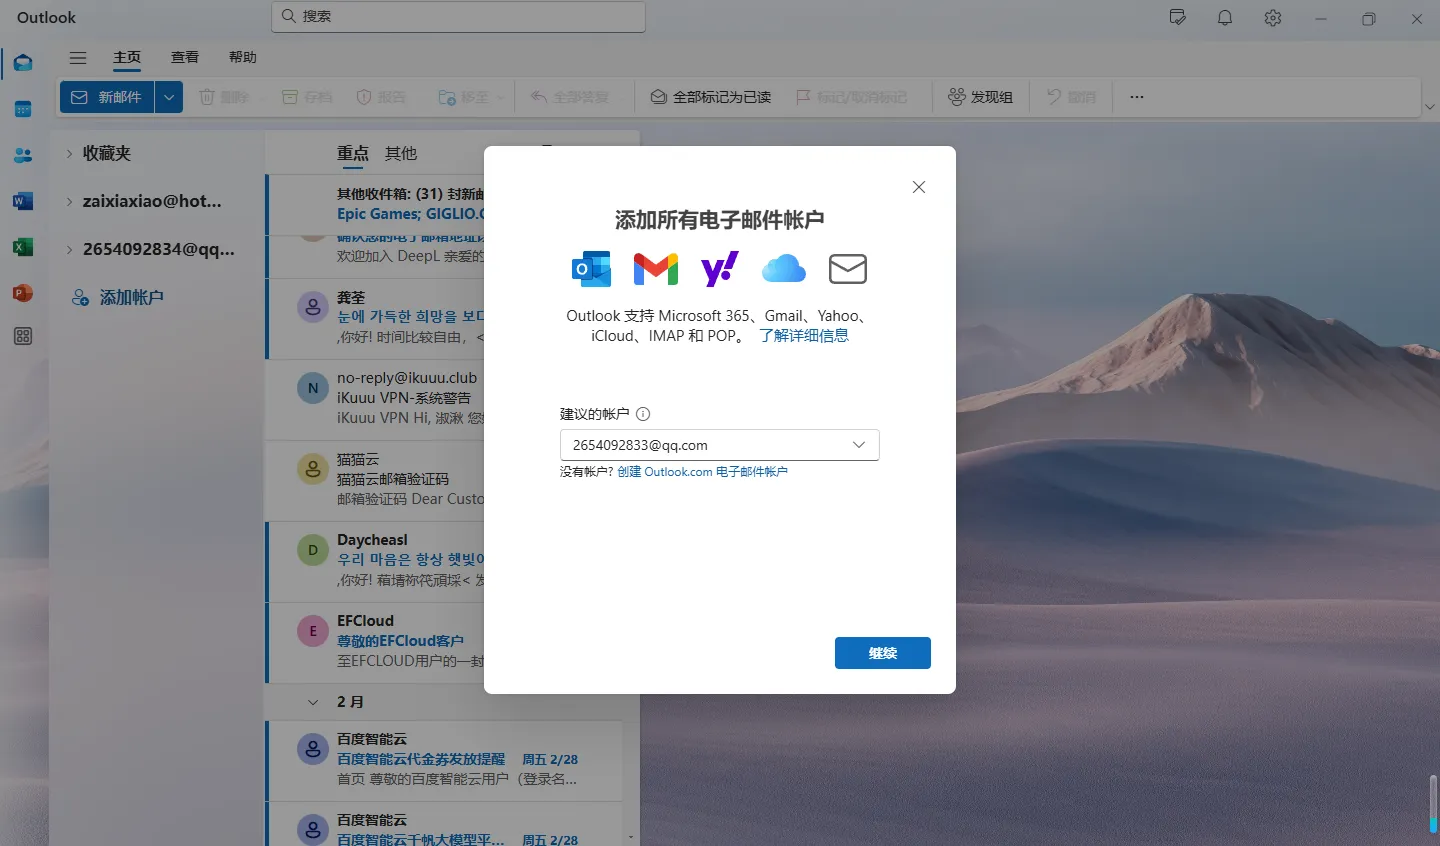 Outlook
搜索
主页
查看
帮助
新邮件
删除
存档
报告
移至
全部答复
全部标记为已读
标记/取消标记
发现组
撤消
收藏夹
zaixiaxiao@hot...
2654092834@qq...
添加帐户
重点
其他
其他收件箱: (31) 封新邮
Epic Games; GIGLIO.C
欢迎加入 DeepL 亲爱的
龚荃
눈에 가득한 희망을 보다
,你好! 时间比较自由， <
N
no-reply@ikuuu.club
iKuuu VPN-系统警告
iKuuu VPN Hi, 淑湫 您
猫猫云
猫猫云邮箱验证码
邮箱验证码 Dear Custo
D
Daycheasl
우리 마음은 항상 햇빛이
E
EFCloud
尊敬的EFCloud客户
至EFCLOUD用户的一封
2 月
百度智能云
百度智能云代金券发放提醒 周五 2/28
首页 尊敬的百度智能云用户（登录名...
百度智能云
百度智能云千帆大模型平... 周五 2/28
添加所有电子邮件帐户
Outlook 支持 Microsoft 365、Gmail、Yahoo、
iCloud、IMAP 和 POP。 了解详细信息
建议的帐户
2654092833@qq.com
没有帐户? 创建 Outlook.com 电子邮件帐户
继续